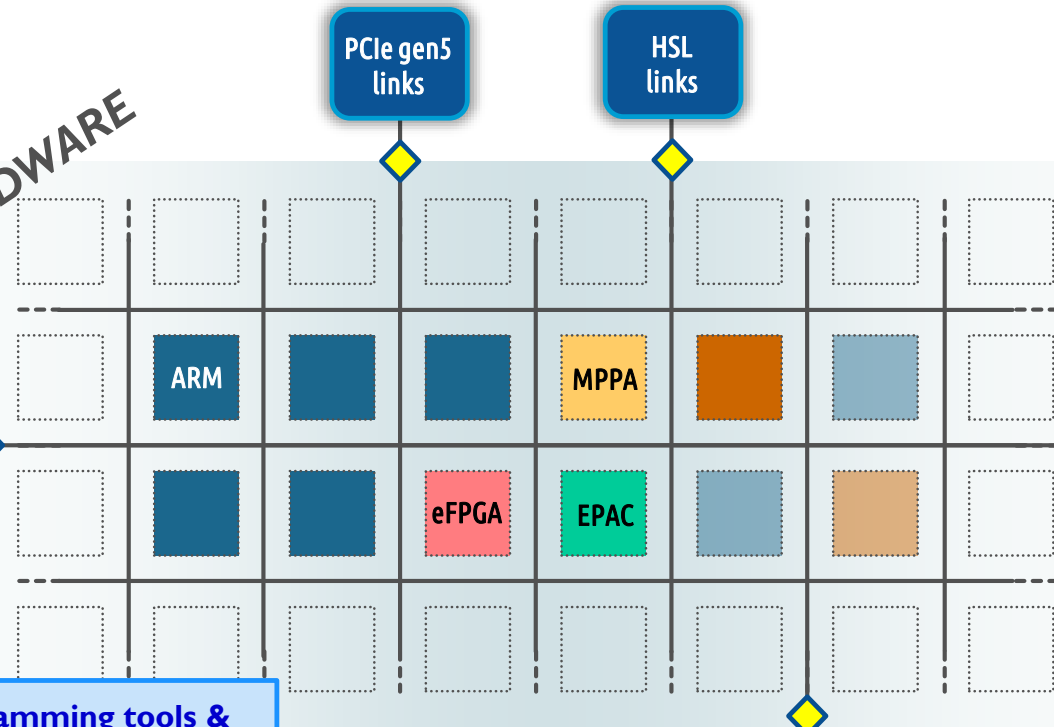 PCIe gen5
links
HSL
links
DWARE
ARM
MPPA
eFPGA
EPAC
amming tools &